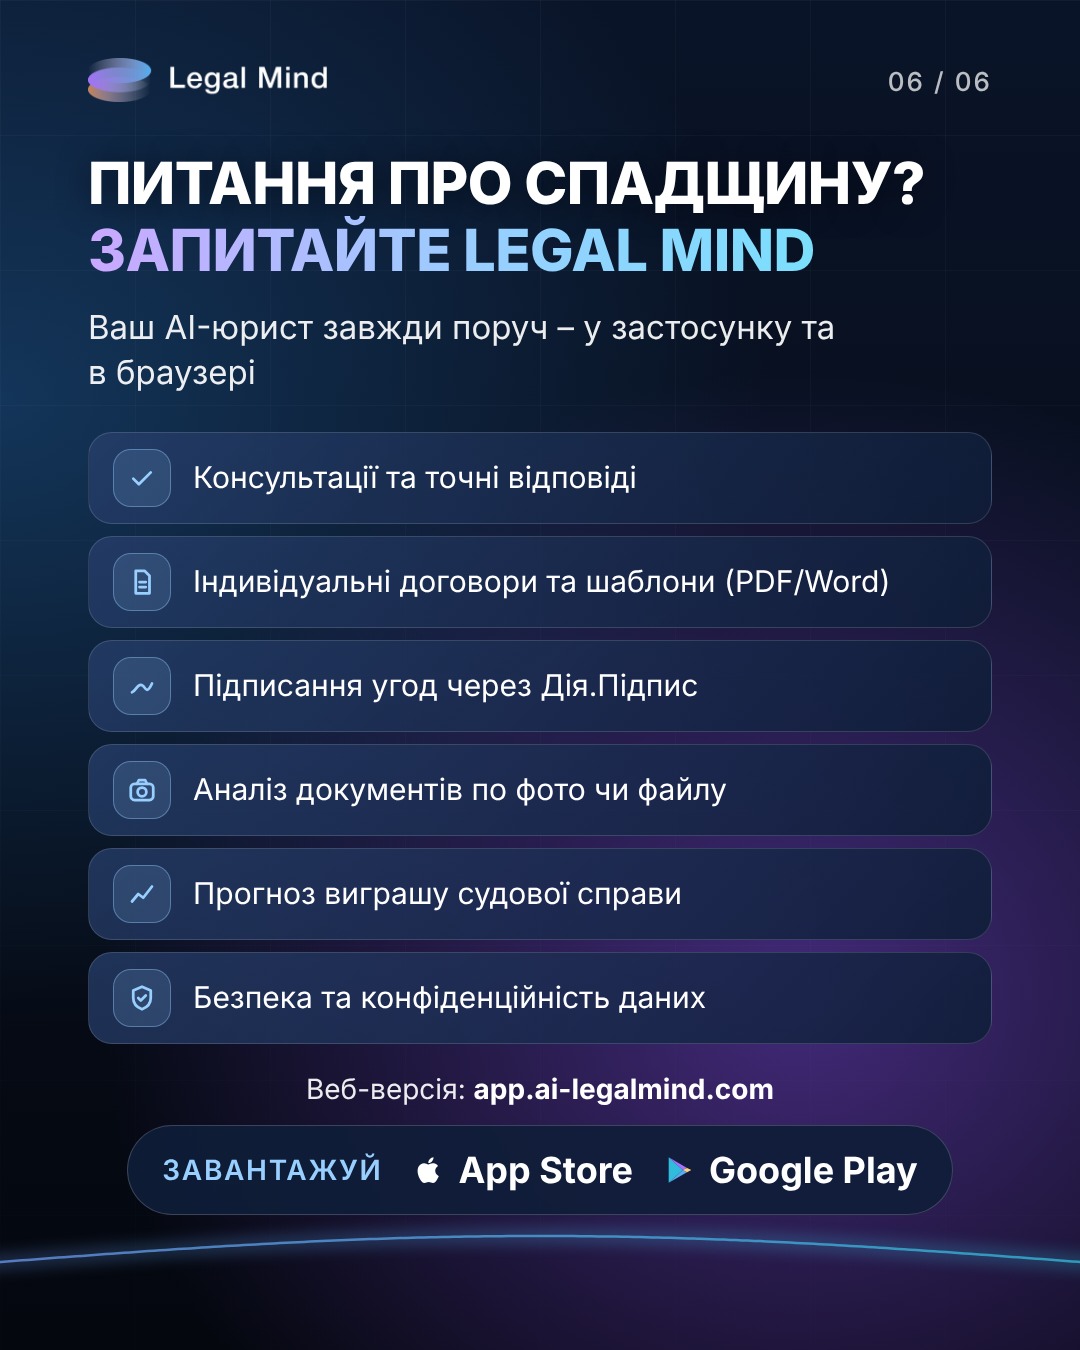 Legal Mind
06 / 06
ПИТАННЯ ПРО СПАДЩИНУ?
ЗАПИТАЙТЕ LEGAL MIND
Ваш AI-юрист завжди поруч – у застосунку та
в браузері
Консультації та точні відповіді
Індивідуальні договори та шаблони (PDF/Word)
Підписання угод через Дія.Підпис
Аналіз документів по фото чи файлу
Прогноз виграшу судової справи
Безпека та конфіденційність даних
Веб-версія: app.ai-legalmind.com
ЗАВАНТАЖУЙ App Store Google Play